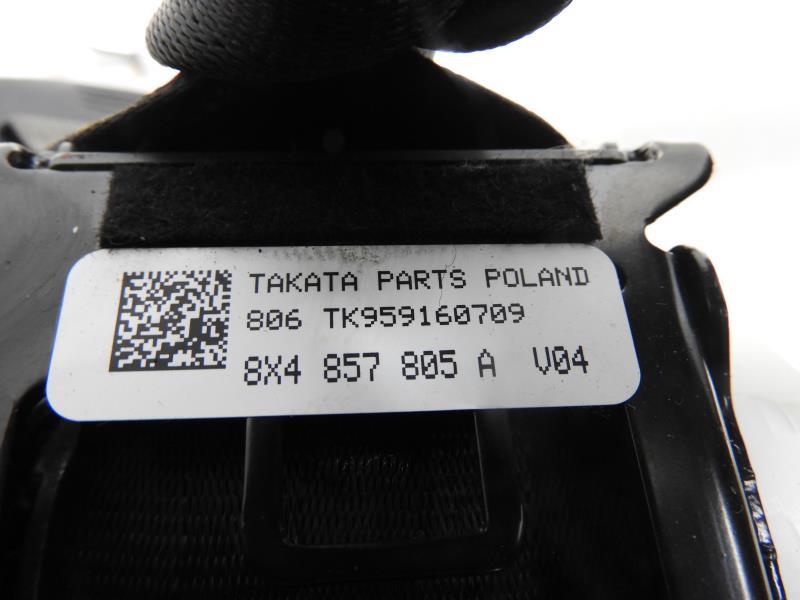 TAKATA PARTS POLAND
806 TK959160709
8X4 857 805 A V04